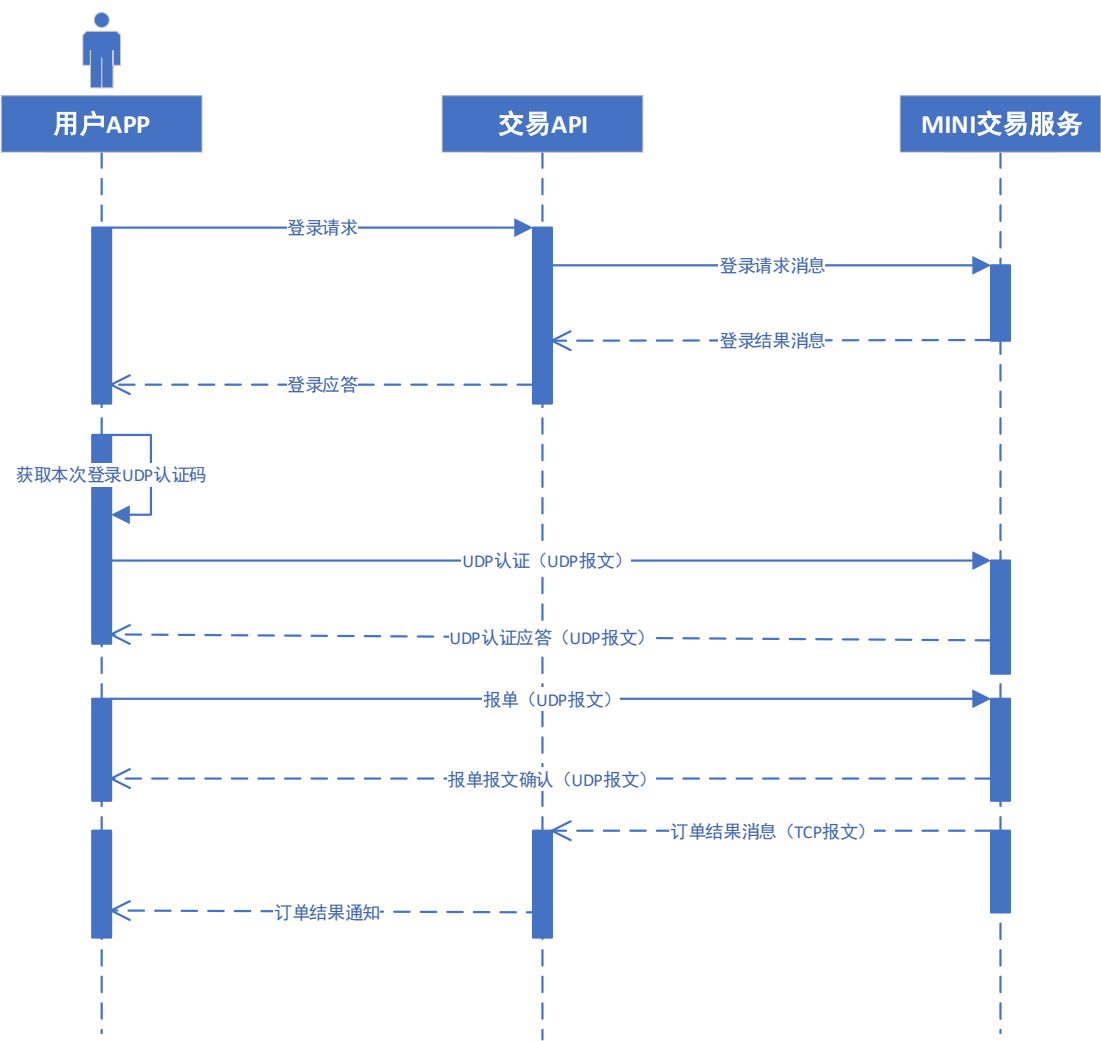 用户APP
交易API
MINI交易服务
登录请求
登录请求消息
登录结果消息
登录应答
获取本次登录UDP认证码
UDP认证（UDP报文）
UDP认证应答（UDP报文）
报单（UDP报文）
报单报文确认（UDP报文）
订单结果消息（TCP报文）
订单结果通知